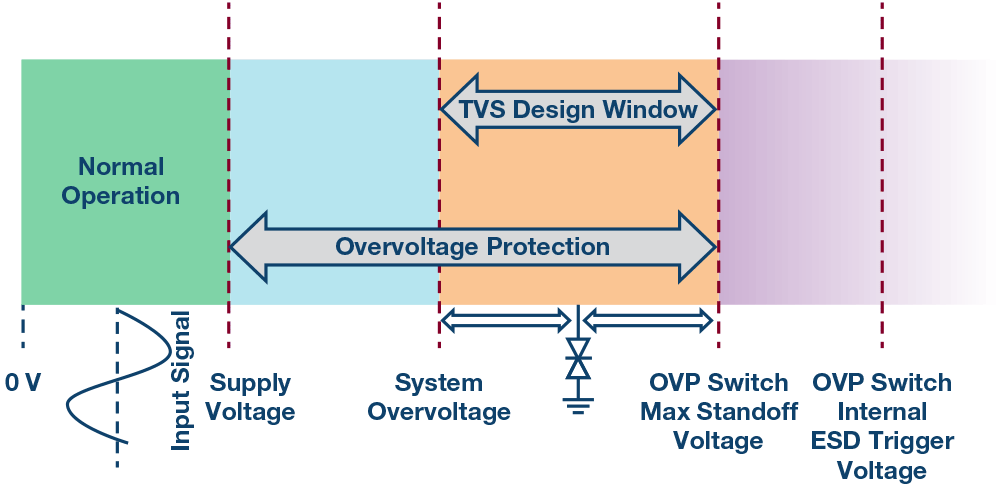 TVS Design Window
Normal
Operation
Overvoltage Protection
Input Signal
0 V
Supply
Voltage
System
Overvoltage
OVP Switch
Max Standoff
Voltage
OVP Switch
Internal
ESD Trigger
Voltage